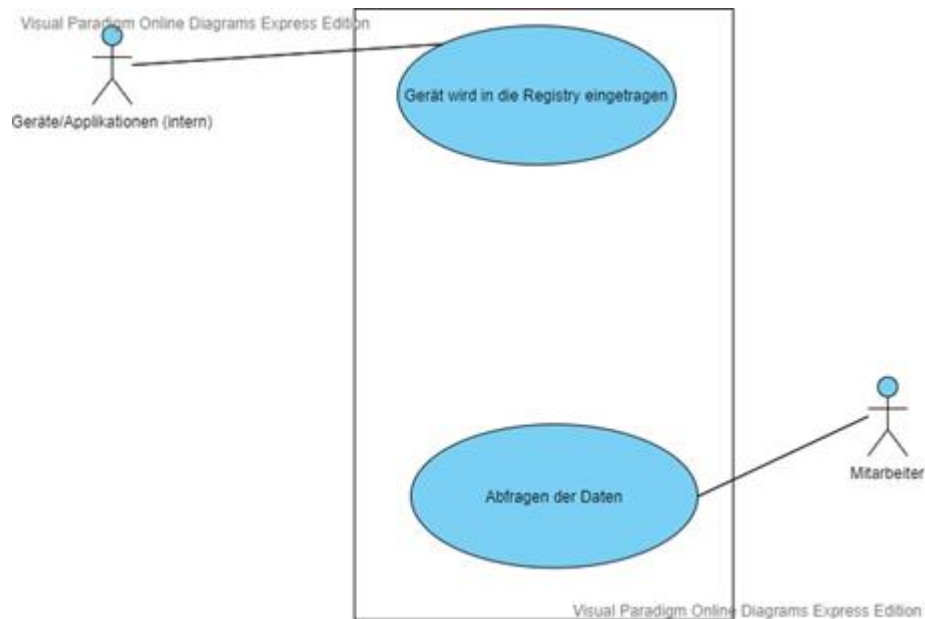 Visual Paradigm Online Diagrams Express Edition
Geräte/Applikationen (intern)
Gerät wird in die Registry eingetragen
Mitarbeiter
Abfragen der Daten
Visual Paradigm Online Diagrams Express Edition